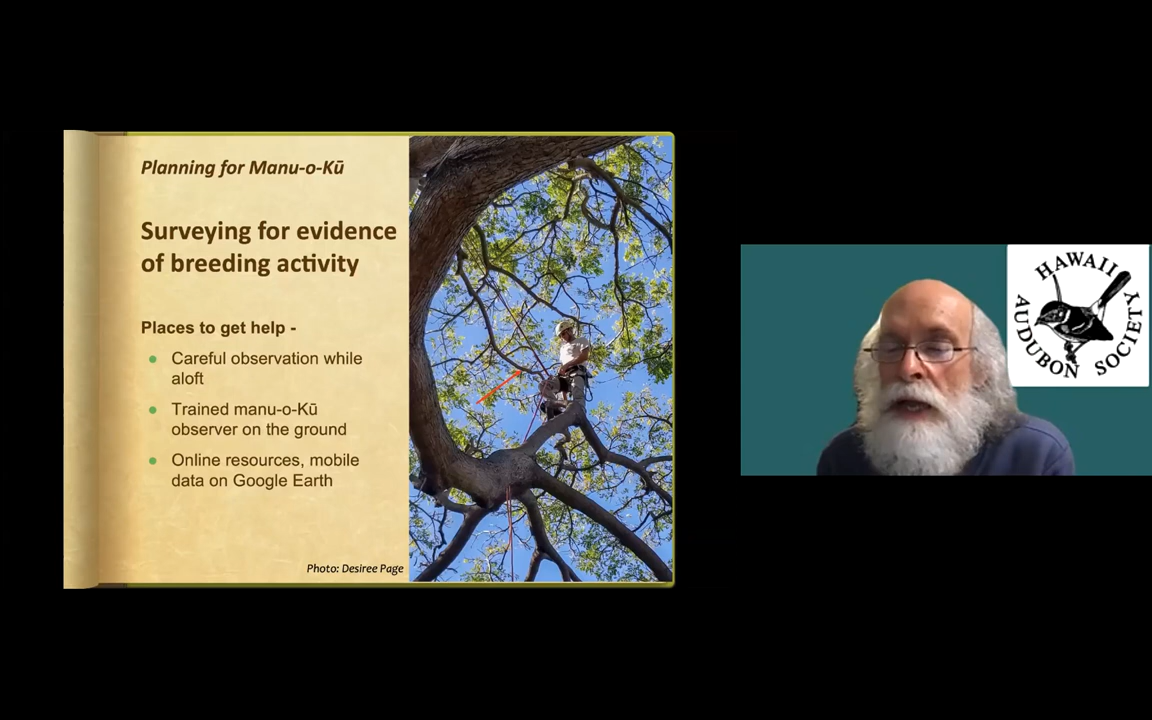 Planning for Manu-o-Kū
Surveying for evidence
of breeding activity
Places to get help -
Careful observation while
aloft
Trained manu-o-Kū
observer on the ground
Online resources, mobile
data on Google Earth
Photo: Desiree Page
HAWAII
AUDUBON SOCIETY